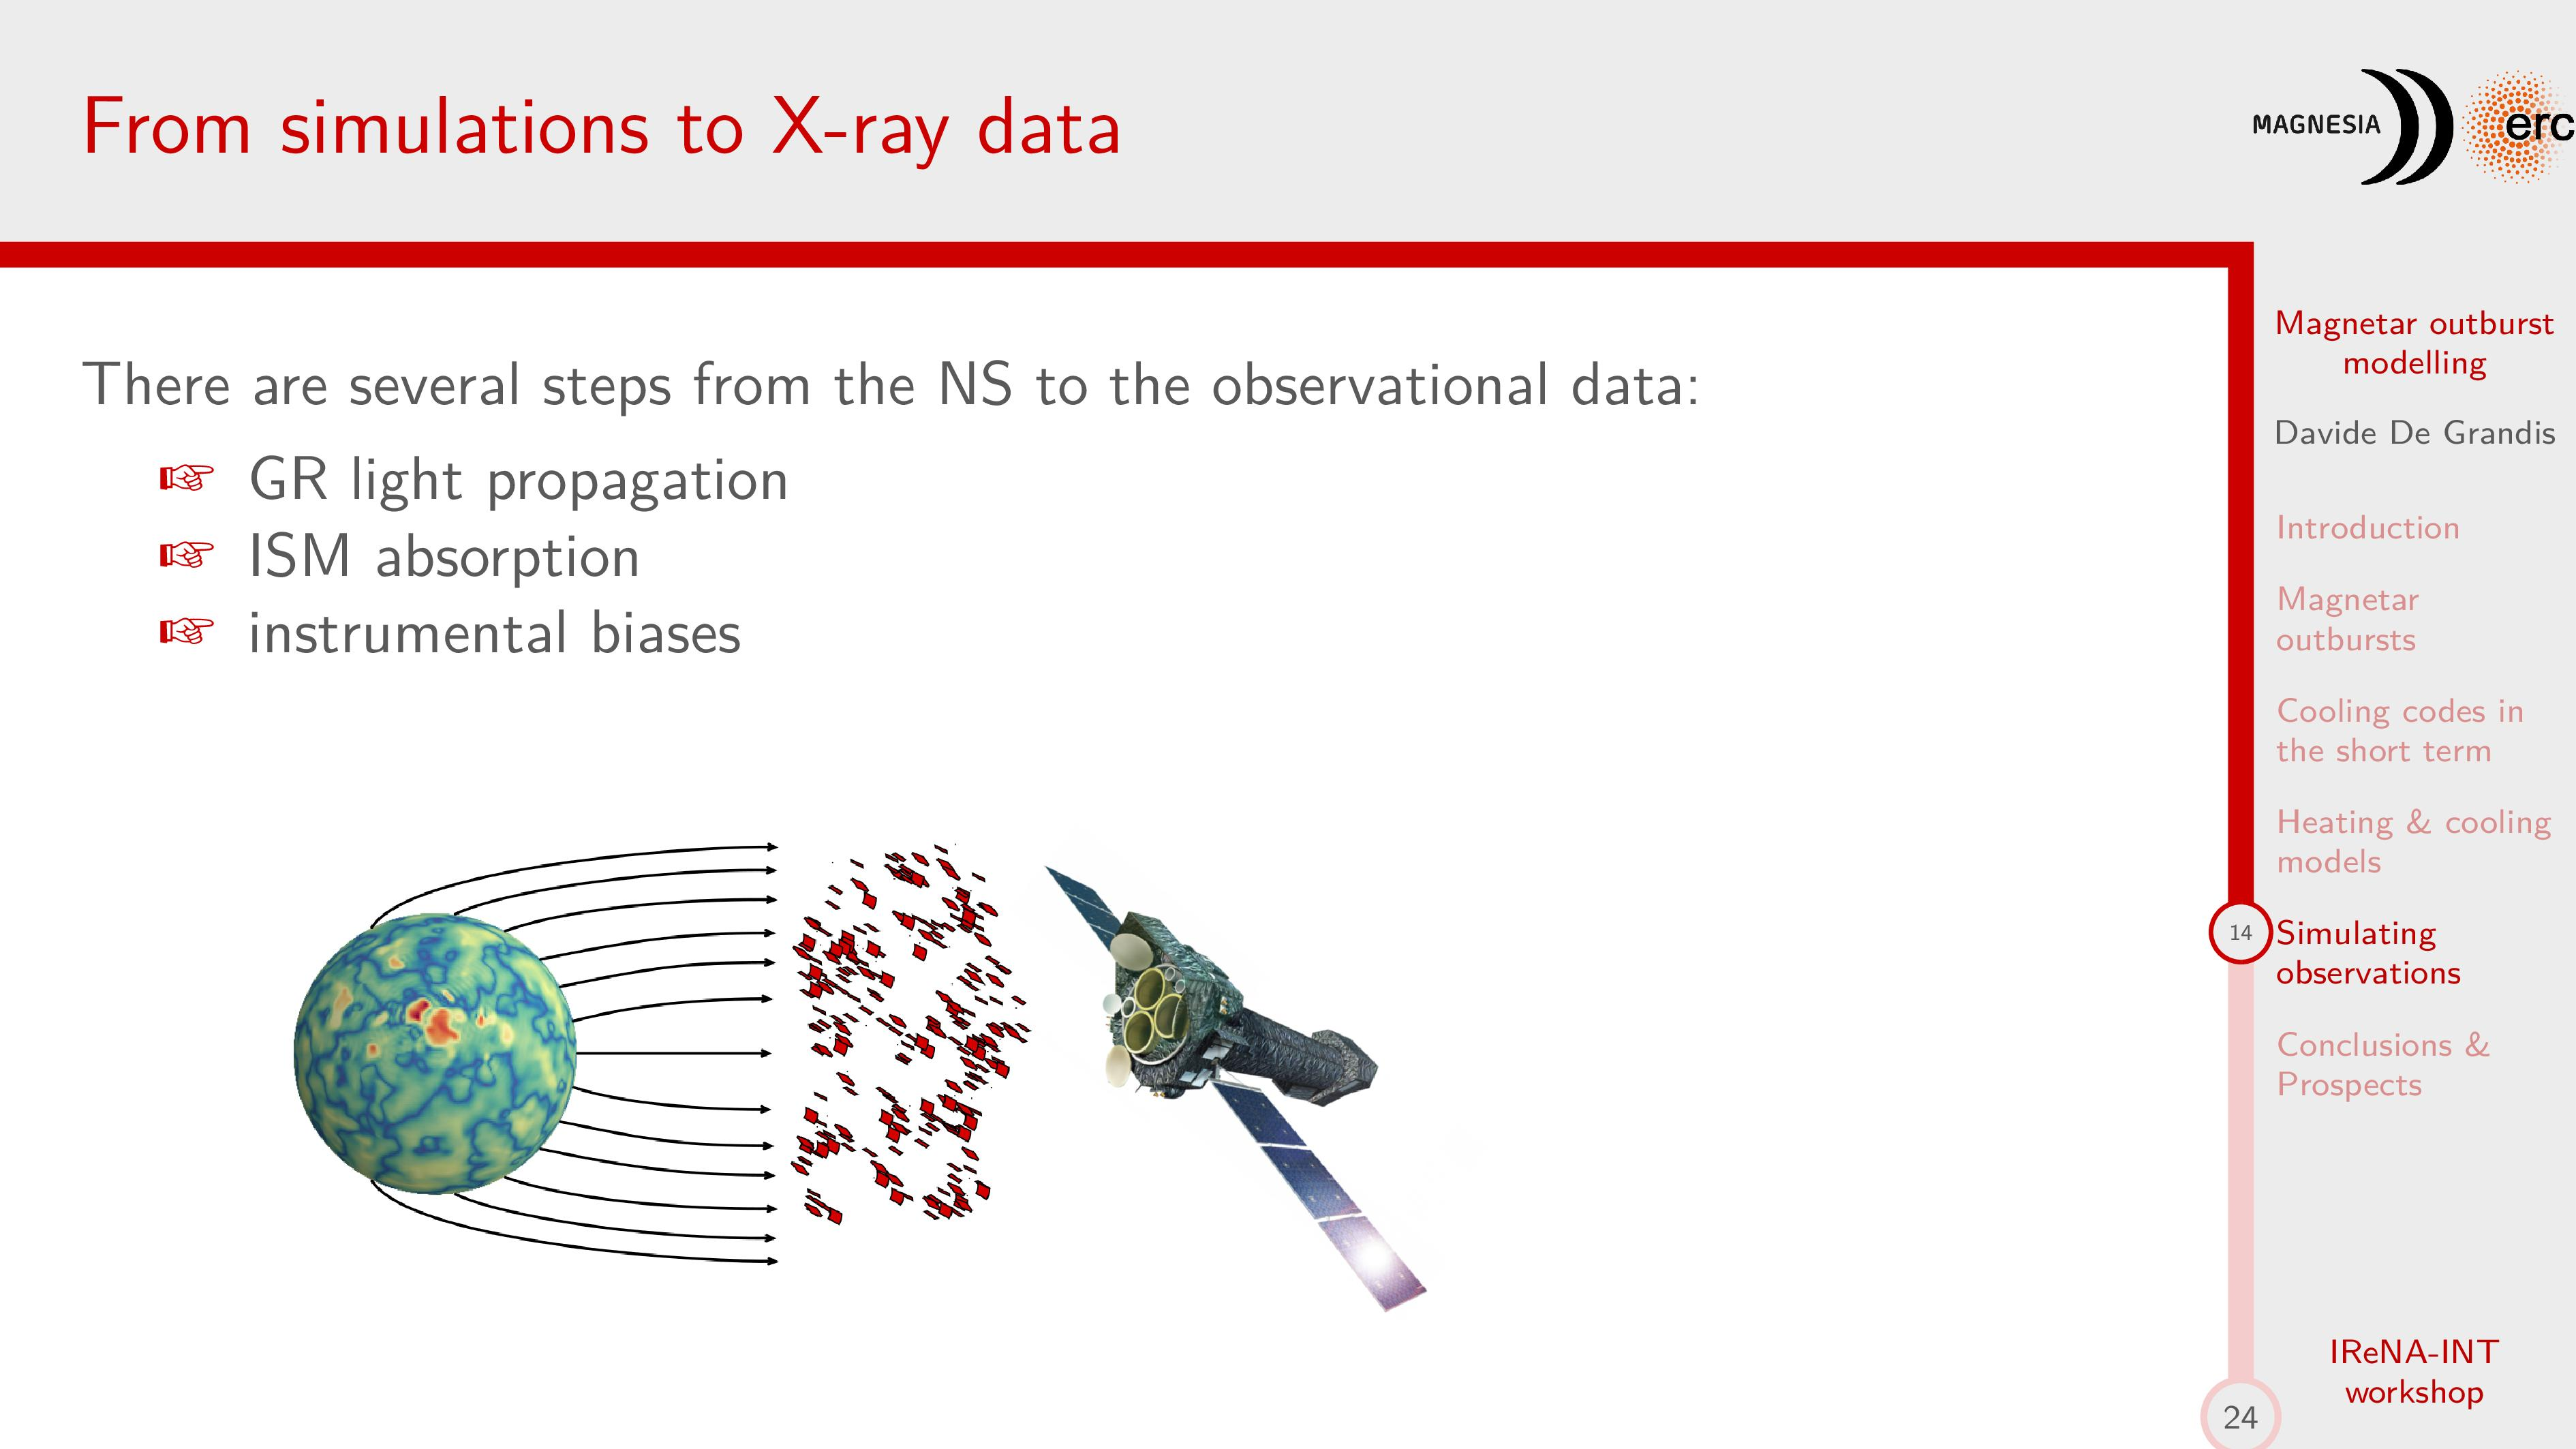 From simulations to X-ray data
MAGNESIA
erc
There are several steps from the NS to the observational data:
GR light propagation
ISM absorption
instrumental biases
Magnetar outburst
modelling
Davide De Grandis
Introduction
Magnetar
outbursts
Cooling codes in
the short term
Heating & cooling
models
14
Simulating
observations
Conclusions &
Prospects
IReNA-INT
workshop
24